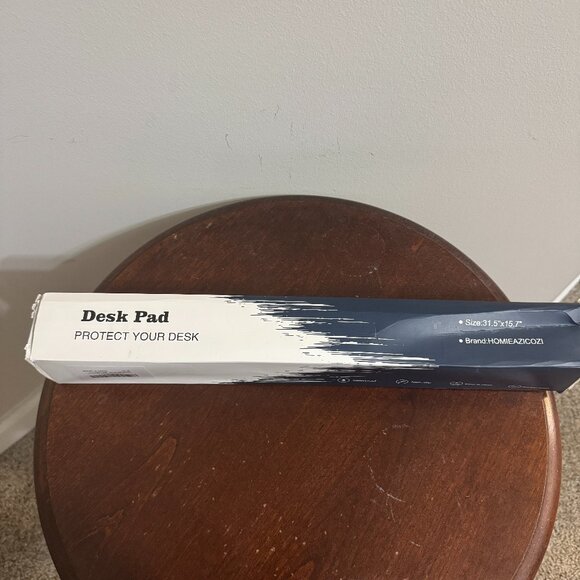 Desk Pad
PROTECT YOUR DESK
• Size:31.5"x15.7"
• Brand:HOMIEAZICOZI